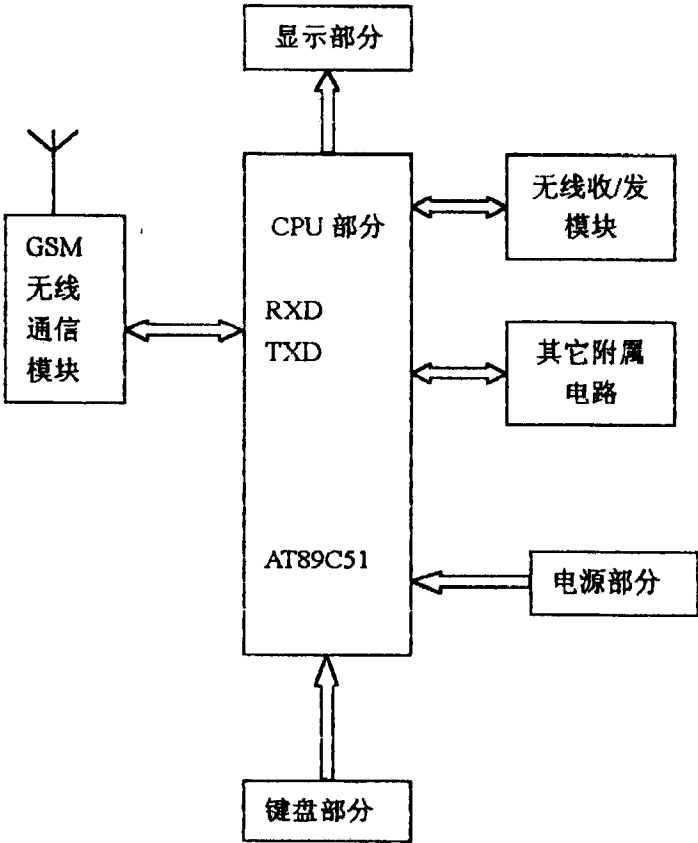 显示部分
CPU 部分
RXD
TXD
AT89C51
GSM
无线
通信
模块
无线收/发
模块
其它附属
电路
电源部分
键盘部分